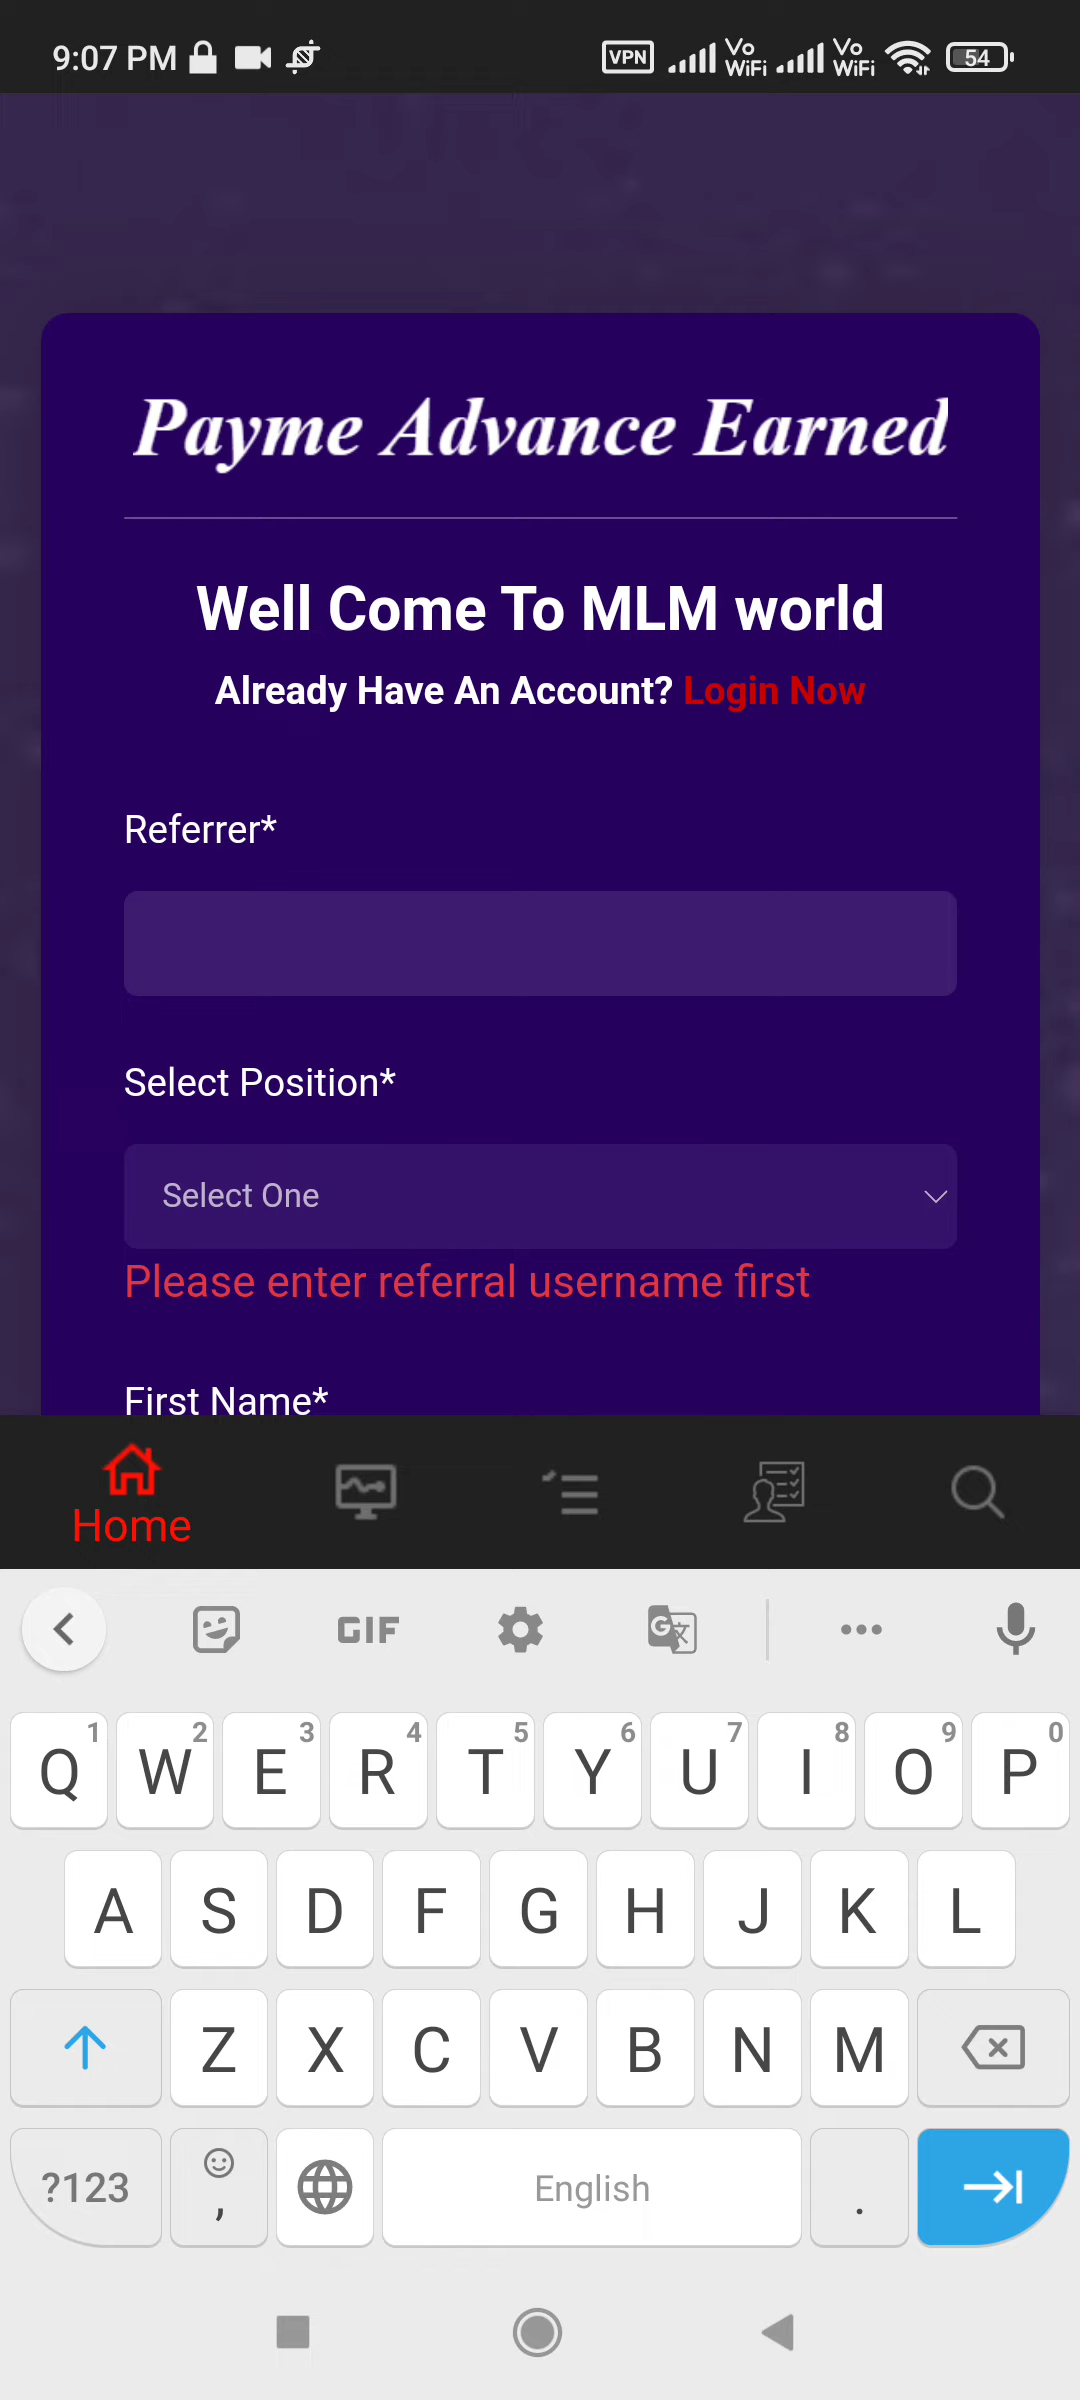 9:07 PM VPN Vo WiFi Vo WiFi 54
Payme Advance Earned
Well Come To MLM world
Already Have An Account? Login Now
Referrer*
Select Position*
Select One
Please enter referral username first
First Name*
Home
GIF G 文
Q 1 W 2 E 3 R 4 T 5 Y 6 U 7 I 8 O 9 P 0
A S D F G H J K L
Z X C V B N M
?123 , English .